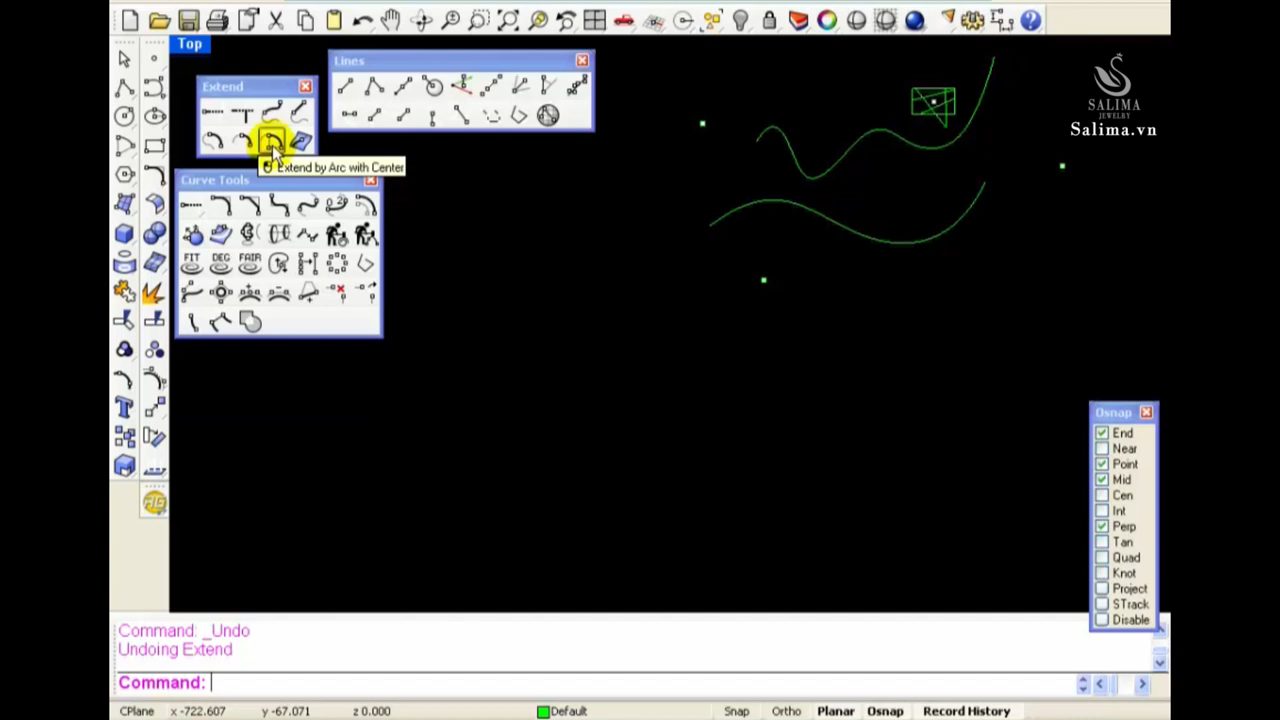 Top
SALIMA
JEWELRY
Salima.vn
Lines
Extend
Extend by Arc with Center
Curve Tools
FIT DEG FAIR
Osnap
End
Near
Point
Mid
Cen
Int
Perp
Tan
Quad
Knot
Project
STrack
Disable
Command: _Undo
Undoing Extend
Command:
CPlane x -722.607 y -67.071 z 0.000 Default Snap Ortho Planar Osnap Record History